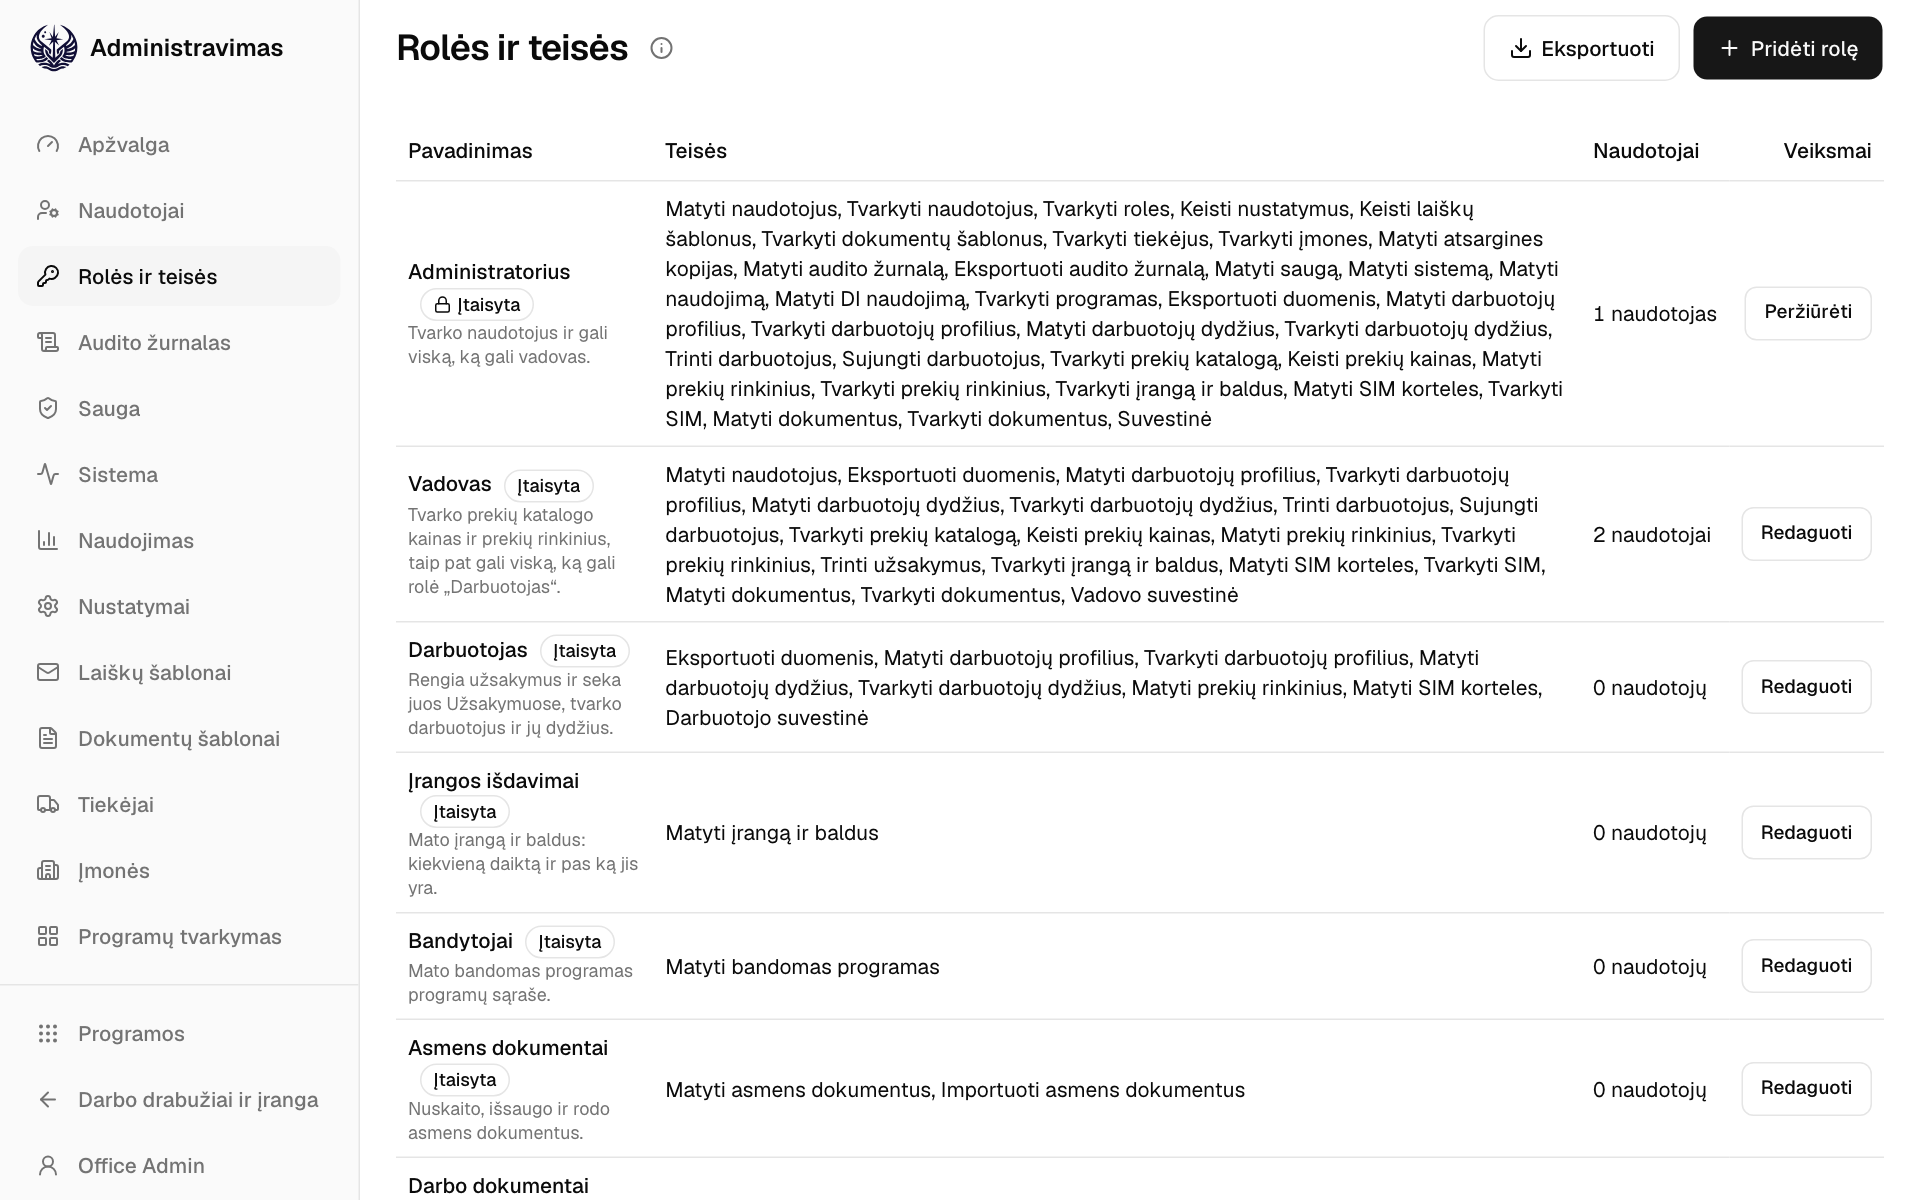 Administravimas
Apžvalga
Naudotojai
Rolės ir teisės
Audito žurnalas
Sauga
Sistema
Naudojimas
Nustatymai
Laiškų šablonai
Dokumentų šablonai
Tiekėjai
Įmonės
Programų tvarkymas
Programos
Darbo drabužiai ir įranga
Office Admin
Rolės ir teisės
Eksportuoti
Pridėti rolę
Pavadinimas
Teisės
Naudotojai
Veiksmai
Administratorius
Įtaisyta
Tvarko naudotojus ir gali
viską, ką gali vadovas.
Matyti naudotojus, Tvarkyti naudotojus, Tvarkyti roles, Keisti nustatymus, Keisti laiškų
šablonus, Tvarkyti dokumentų šablonus, Tvarkyti tiekėjus, Tvarkyti įmones, Matyti atsargines
kopijas, Matyti audito žurnalą, Eksportuoti audito žurnalą, Matyti saugą, Matyti sistemą, Matyti
naudojimą, Matyti DI naudojimą, Tvarkyti programas, Eksportuoti duomenis, Matyti darbuotojų
profilius, Tvarkyti darbuotojų profilius, Matyti darbuotojų dydžius, Tvarkyti darbuotojų dydžius,
Trinti darbuotojus, Sujungti darbuotojus, Tvarkyti prekių katalogą, Keisti prekių kainas, Matyti
prekių rinkinius, Tvarkyti prekių rinkinius, Tvarkyti įrangą ir baldus, Matyti SIM korteles, Tvarkyti
SIM, Matyti dokumentus, Tvarkyti dokumentus, Suvestinė
1 naudotojas
Peržiūrėti
Vadovas Įtaisyta
Tvarko prekių katalogo
kainas ir prekių rinkinius,
taip pat gali viską, ką gali
rolė „Darbuotojas“.
Matyti naudotojus, Eksportuoti duomenis, Matyti darbuotojų profilius, Tvarkyti darbuotojų
profilius, Matyti darbuotojų dydžius, Tvarkyti darbuotojų dydžius, Trinti darbuotojus, Sujungti
darbuotojus, Tvarkyti prekių katalogą, Keisti prekių kainas, Matyti prekių rinkinius, Tvarkyti
prekių rinkinius, Trinti užsakymus, Tvarkyti įrangą ir baldus, Matyti SIM korteles, Tvarkyti SIM,
Matyti dokumentus, Tvarkyti dokumentus, Vadovo suvestinė
2 naudotojai
Redaguoti
Darbuotojas Įtaisyta
Rengia užsakymus ir seka
juos Užsakymuose, tvarko
darbuotojus ir jų dydžius.
Eksportuoti duomenis, Matyti darbuotojų profilius, Tvarkyti darbuotojų profilius, Matyti
darbuotojų dydžius, Tvarkyti darbuotojų dydžius, Matyti prekių rinkinius, Matyti SIM korteles,
Darbuotojo suvestinė
0 naudotojų
Redaguoti
Įrangos išdavimai
Įtaisyta
Mato įrangą ir baldus:
kiekvieną daiktą ir pas ką jis
yra.
Matyti įrangą ir baldus
0 naudotojų
Redaguoti
Bandytojai Įtaisyta
Mato bandomas programas
programų sąraše.
Matyti bandomas programas
0 naudotojų
Redaguoti
Asmens dokumentai
Įtaisyta
Nuskaito, išsaugo ir rodo
asmens dokumentus.
Matyti asmens dokumentus, Importuoti asmens dokumentus
0 naudotojų
Redaguoti
Darbo dokumentai